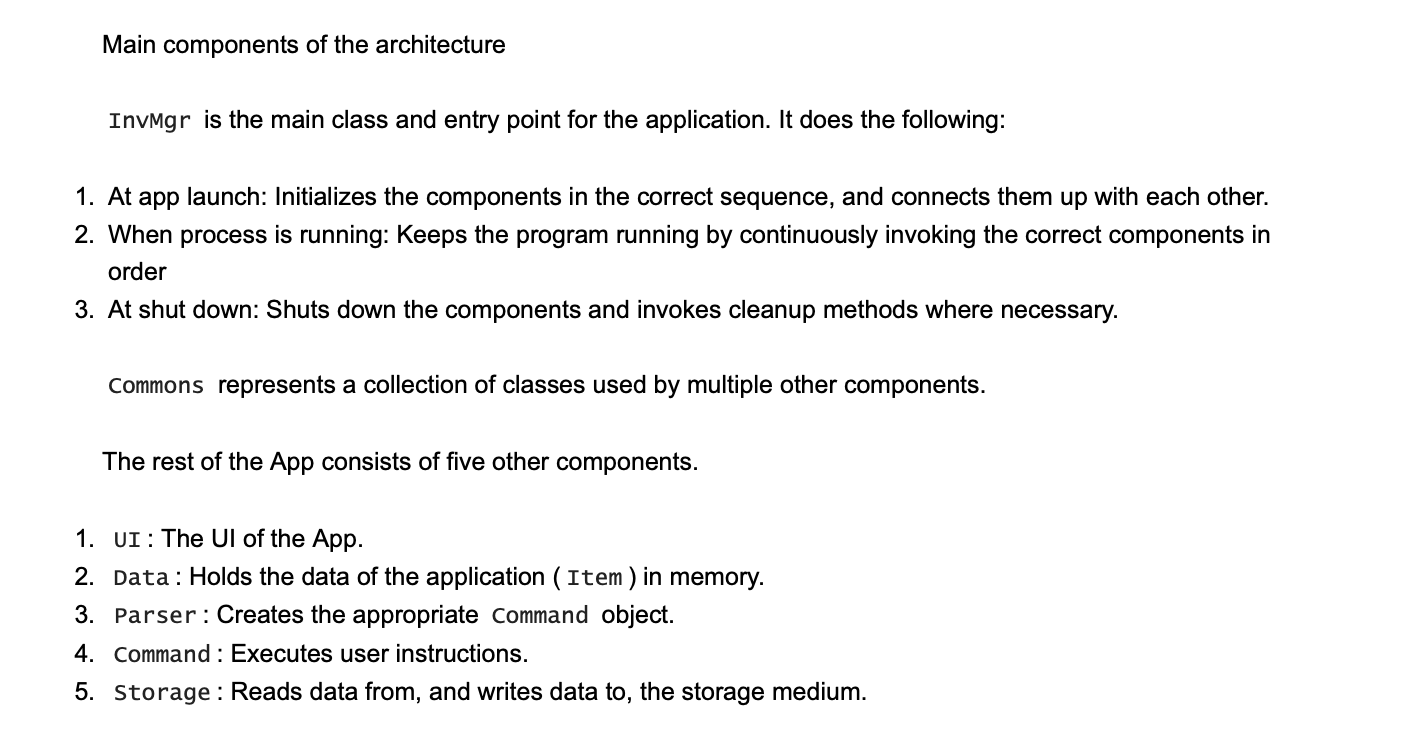 Main components of the architecture
InvMgr is the main class and entry point for the application. It does the following:
1. At app launch: Initializes the components in the correct sequence, and connects them up with each other.
2. When process is running: Keeps the program running by continuously invoking the correct components in
order
3. At shut down: Shuts down the components and invokes cleanup methods where necessary.
Commons represents a collection of classes used by multiple other components.
The rest of the App consists of five other components.
1. UI : The UI of the App.
2. Data : Holds the data of the application ( Item ) in memory.
3. Parser : Creates the appropriate Command object.
4. Command : Executes user instructions.
5. Storage : Reads data from, and writes data to, the storage medium.